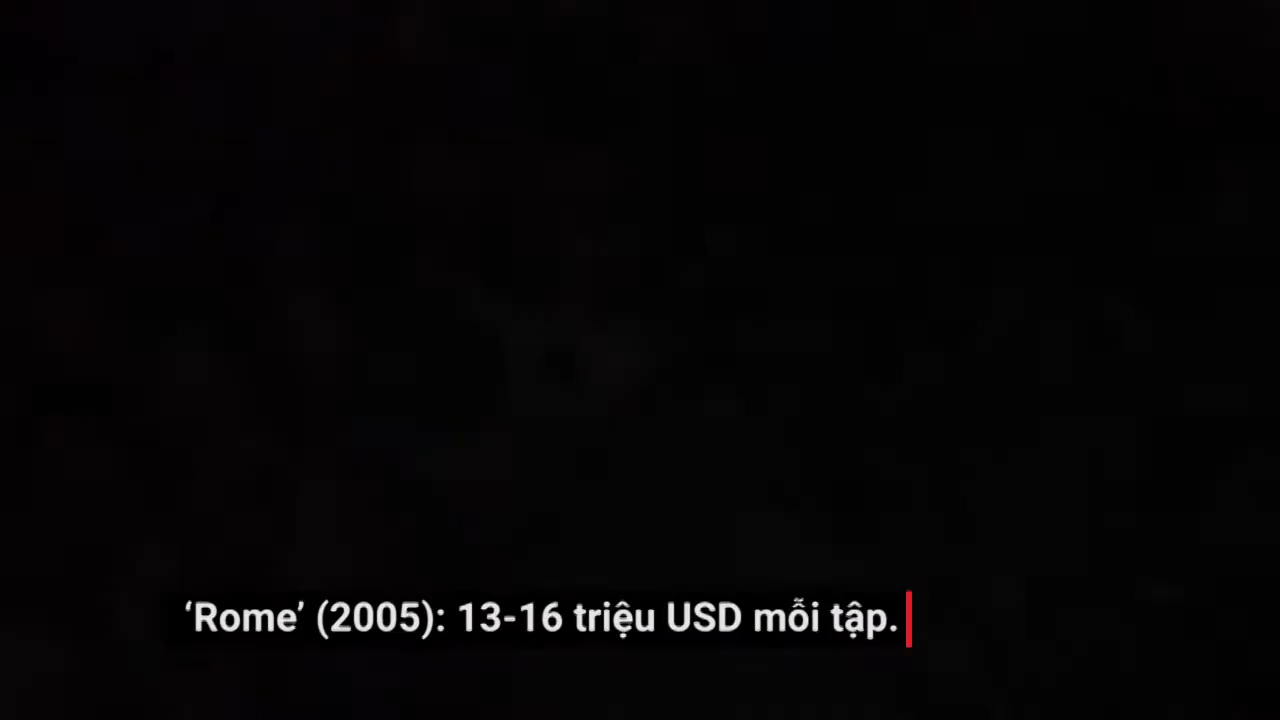 ‘Rome’ (2005): 13-16 triệu USD mỗi tập.